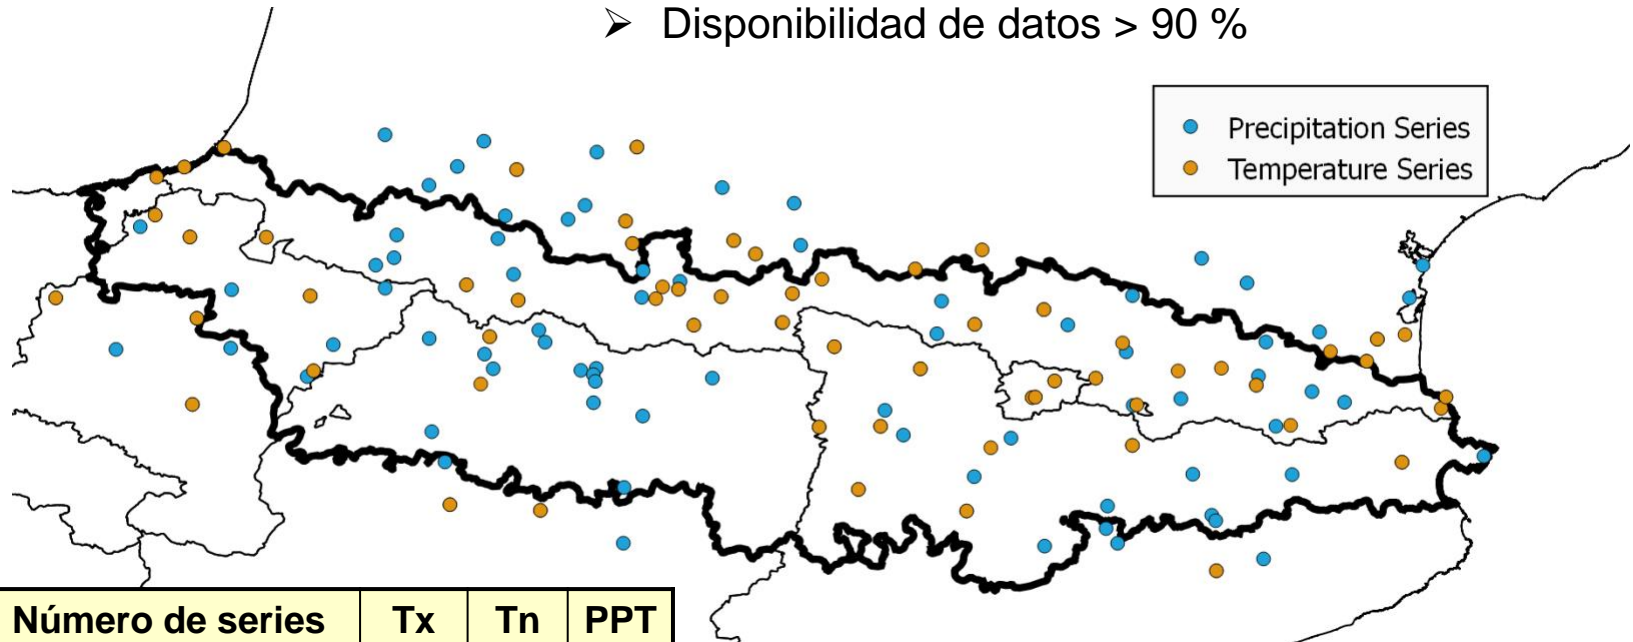 ➢ Disponibilidad de datos > 90 %
Precipitation Series
Temperature Series
Número de series Tx Tn PPT